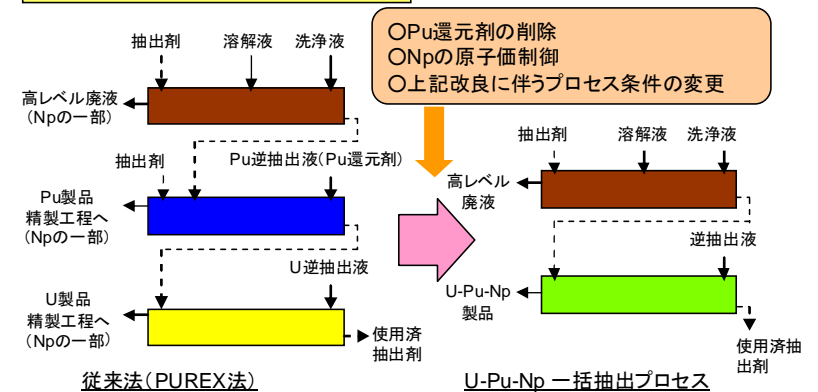 〇Pu還元剤の削除
〇Npの原子価制御
〇上記改良に伴うプロセス条件の変更
抽出剤
溶解液
洗浄液
高レベル廃液
(Npの一部)
抽出剤
Pu逆抽出液(Pu還元剤)
Pu製品
精製工程へ
(Npの一部)
U逆抽出液
U製品
精製工程へ
(Npの一部)
使用済
抽出剤
従来法(PUREX法)
抽出剤
溶解液
洗浄液
高レベル
廃液
逆抽出液
U-Pu-Np
製品
使用済抽
出剤
U-Pu-Np 一括抽出プロセス